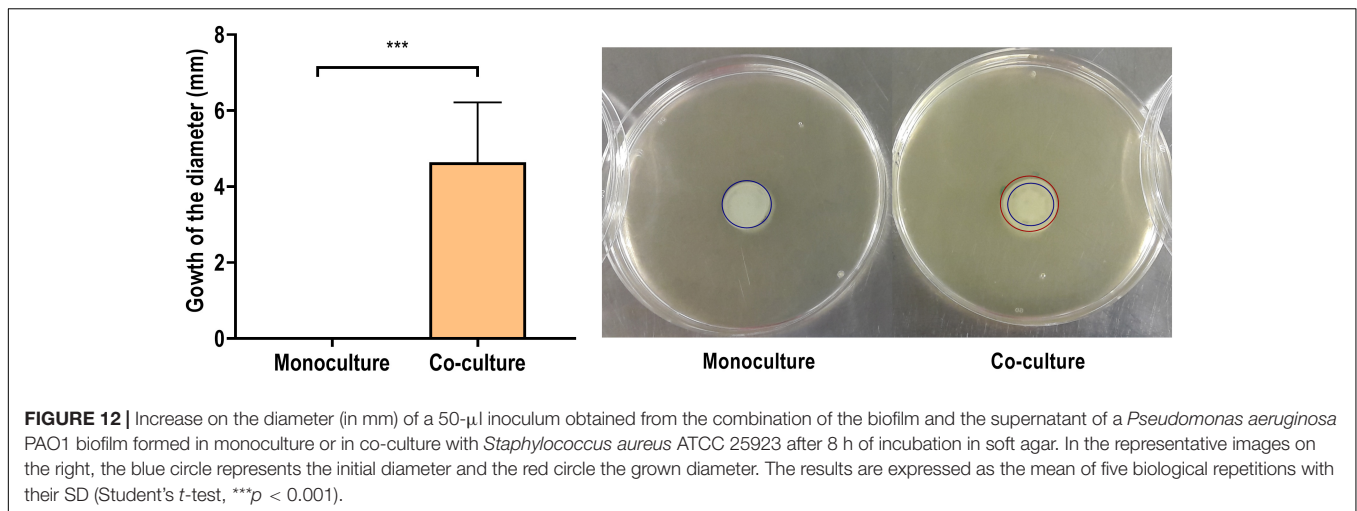 8
6
4
2
0
Gowth of the diameter (mm)
***
Monoculture
Co-culture
Monoculture
Co-culture
FIGURE 12 | Increase on the diameter (in mm) of a 50-μl inoculum obtained from the combination of the biofilm and the supernatant of a Pseudomonas aeruginosa
PAO1 biofilm formed in monoculture or in co-culture with Staphylococcus aureus ATCC 25923 after 8 h of incubation in soft agar. In the representative images on
the right, the blue circle represents the initial diameter and the red circle the grown diameter. The results are expressed as the mean of five biological repetitions with
their SD (Student’s t-test, ***p < 0.001).